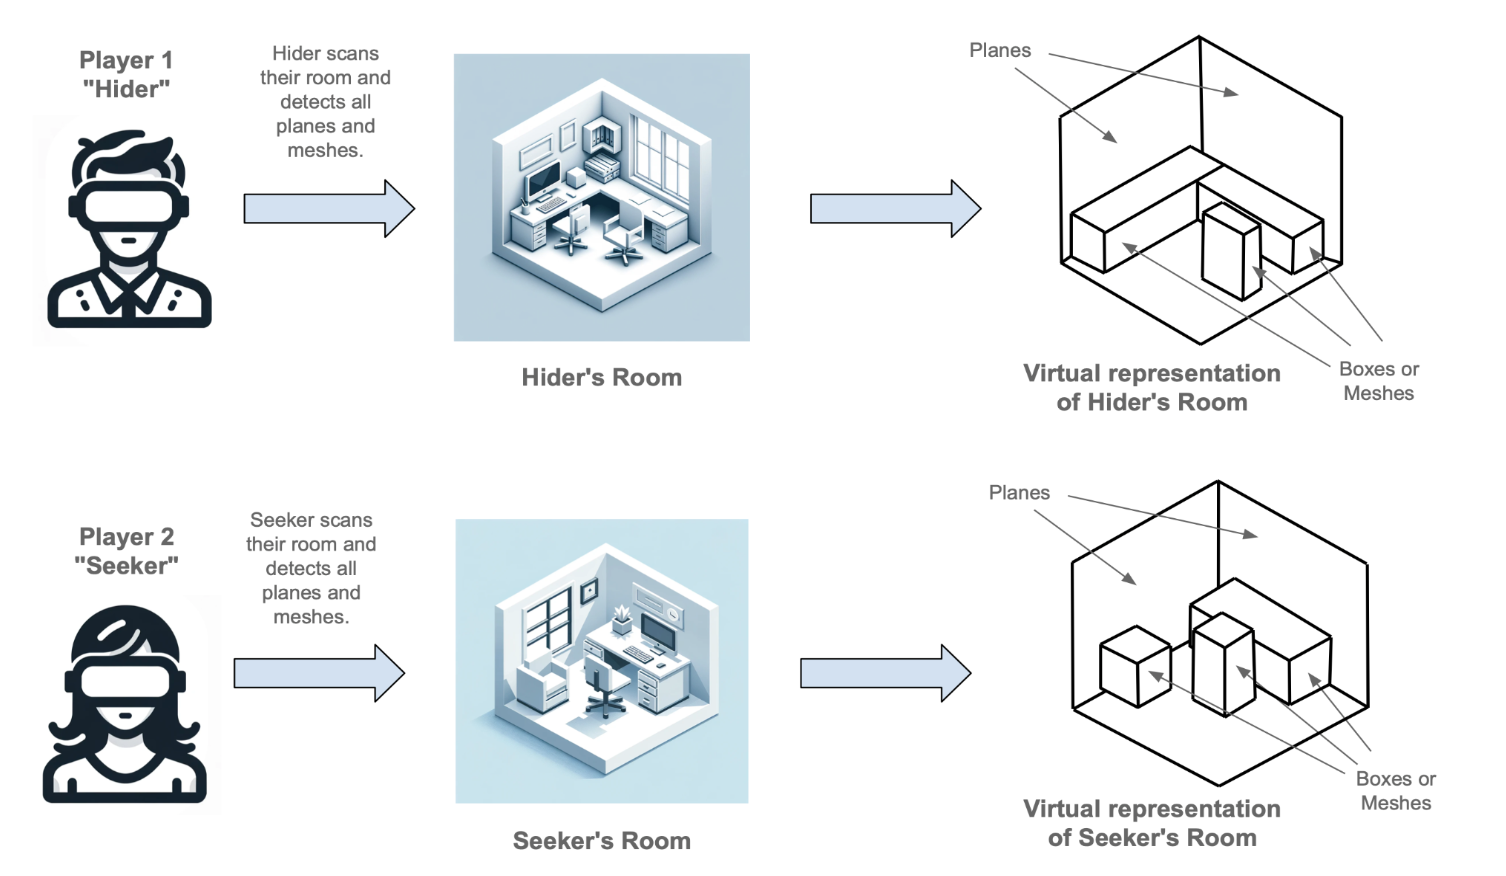 Player 1
"Hider"
Hider scans
their room and
detects all
planes and
meshes.
Hider's Room
Planes
Boxes or
Meshes
Virtual representation
of Hider's Room
Player 2
"Seeker"
Seeker scans
their room and
detects all
planes and
meshes.
Seeker's Room
Planes
Boxes or
Meshes
Virtual representation
of Seeker's Room